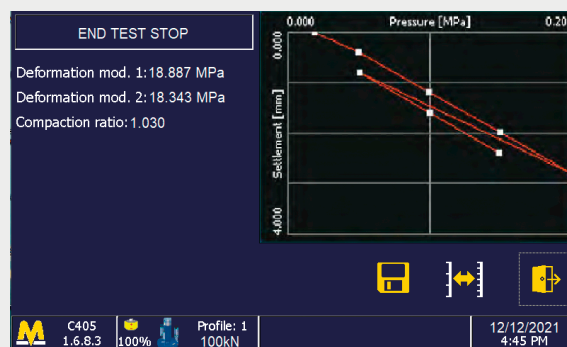 END TEST STOP
Deformation mod. 1:18.887 MPa
Deformation mod. 2:18.343 MPa
Compaction ratio:1.030
0.000 Pressure [MPa] 0.20
0.000
Settlement [mm]
4.000
C405
1.6.8.3
100%
Profile: 1
100kN
12/12/2021
4:45 PM